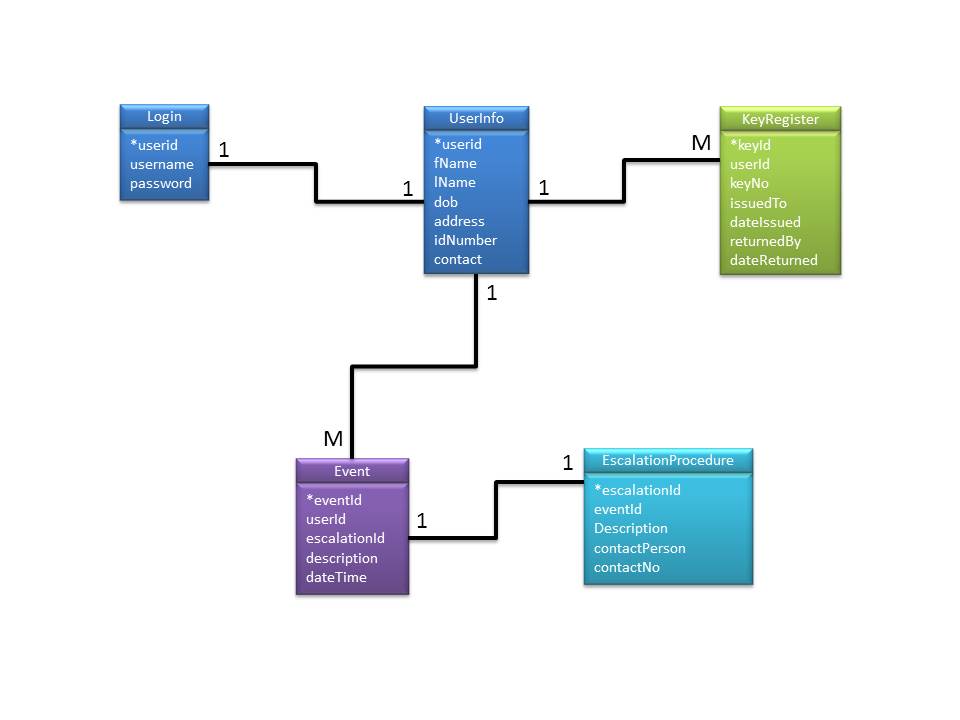 Login
*userid
username
password
1
1
UserInfo
*userid
fName
lName
dob
address
idNumber
contact
1
M
KeyRegister
*keyId
userId
keyNo
issuedTo
dateIssued
returnedBy
dateReturned
1
M
Event
*eventId
userId
escalationId
description
dateTime
1
1
EscalationProcedure
*escalationId
eventId
Description
contactPerson
contactNo